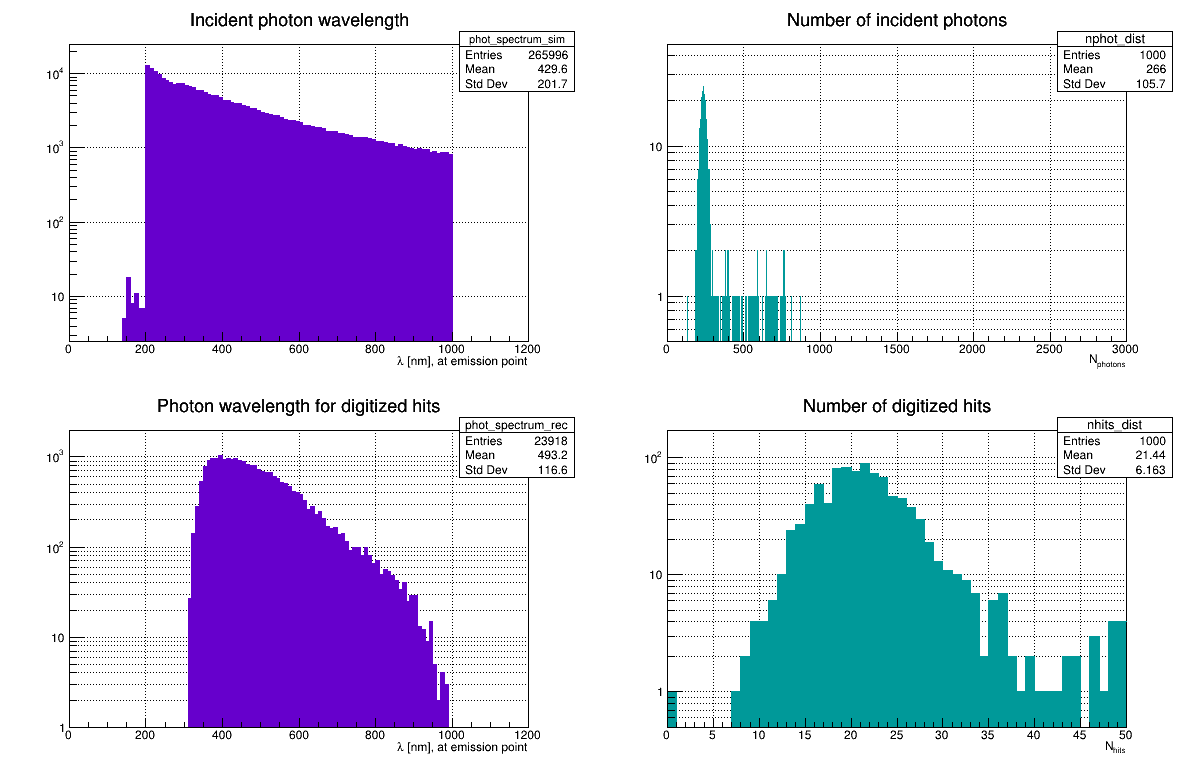 Incident photon wavelength
phot_spectrum_sim
Entries 265996
Mean 429.6
Std Dev 201.7
10^4
10^3
10^2
10
0 200 400 600 800 1000 1200
λ [nm], at emission point
Number of incident photons
nphot_dist
Entries 1000
Mean 266
Std Dev 105.7
10
1
0 500 1000 1500 2000 2500 3000
N_photons
Photon wavelength for digitized hits
phot_spectrum_rec
Entries 23918
Mean 493.2
Std Dev 116.6
10^3
10^2
10
1
0 200 400 600 800 1000 1200
λ [nm], at emission point
Number of digitized hits
nhits_dist
Entries 1000
Mean 21.44
Std Dev 6.163
10^2
10
1
0 5 10 15 20 25 30 35 40 45 50
N_hits